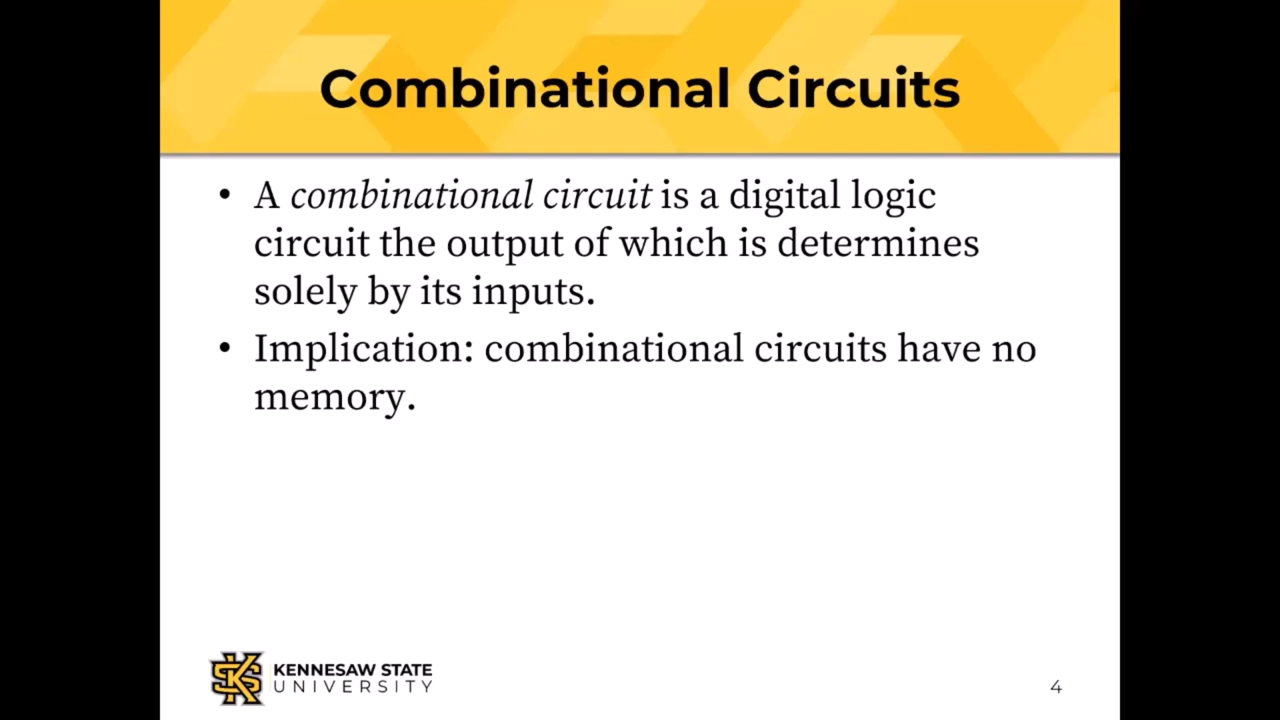 Combinational Circuits
• A combinational circuit is a digital logic
circuit the output of which is determines
solely by its inputs.
• Implication: combinational circuits have no
memory.
KENNESAW STATE
UNIVERSITY
4